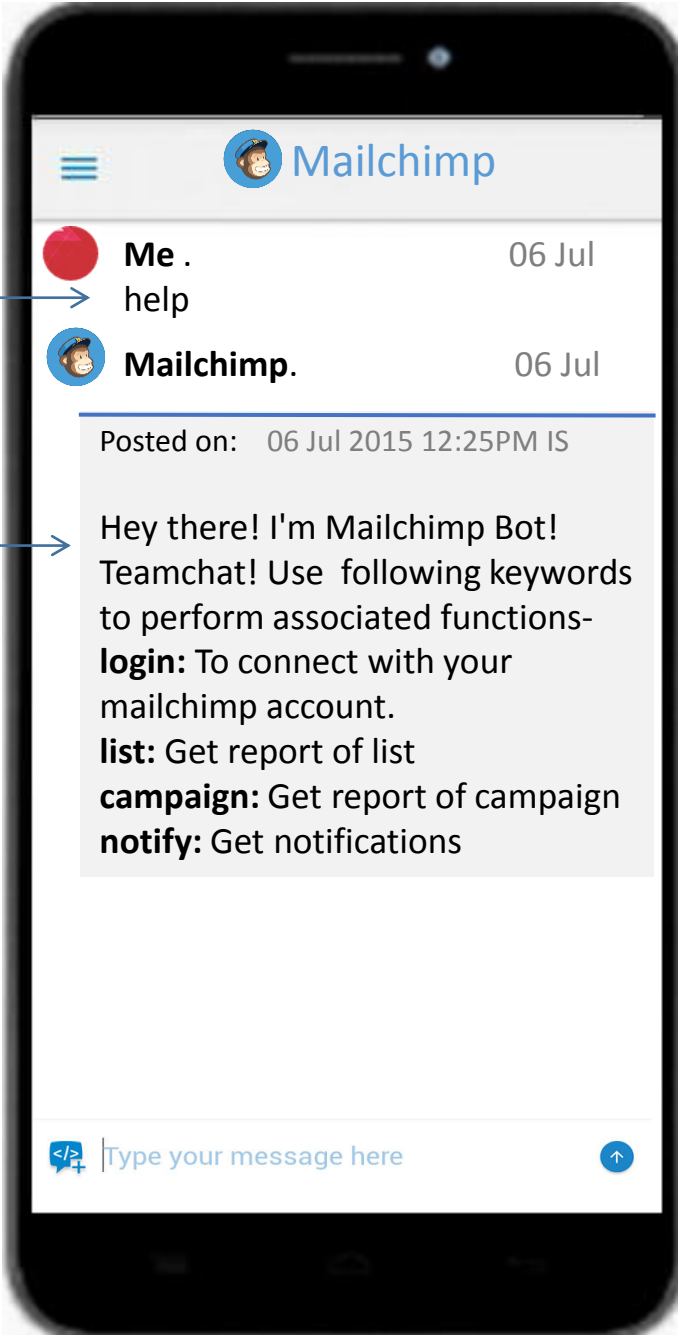 Mailchimp
Me . 06 Jul
help
Mailchimp. 06 Jul
Posted on: 06 Jul 2015 12:25PM IS
Hey there! I'm Mailchimp Bot!
Teamchat! Use following keywords
to perform associated functions-
login: To connect with your
mailchimp account.
list: Get report of list
campaign: Get report of campaign
notify: Get notifications
Type your message here